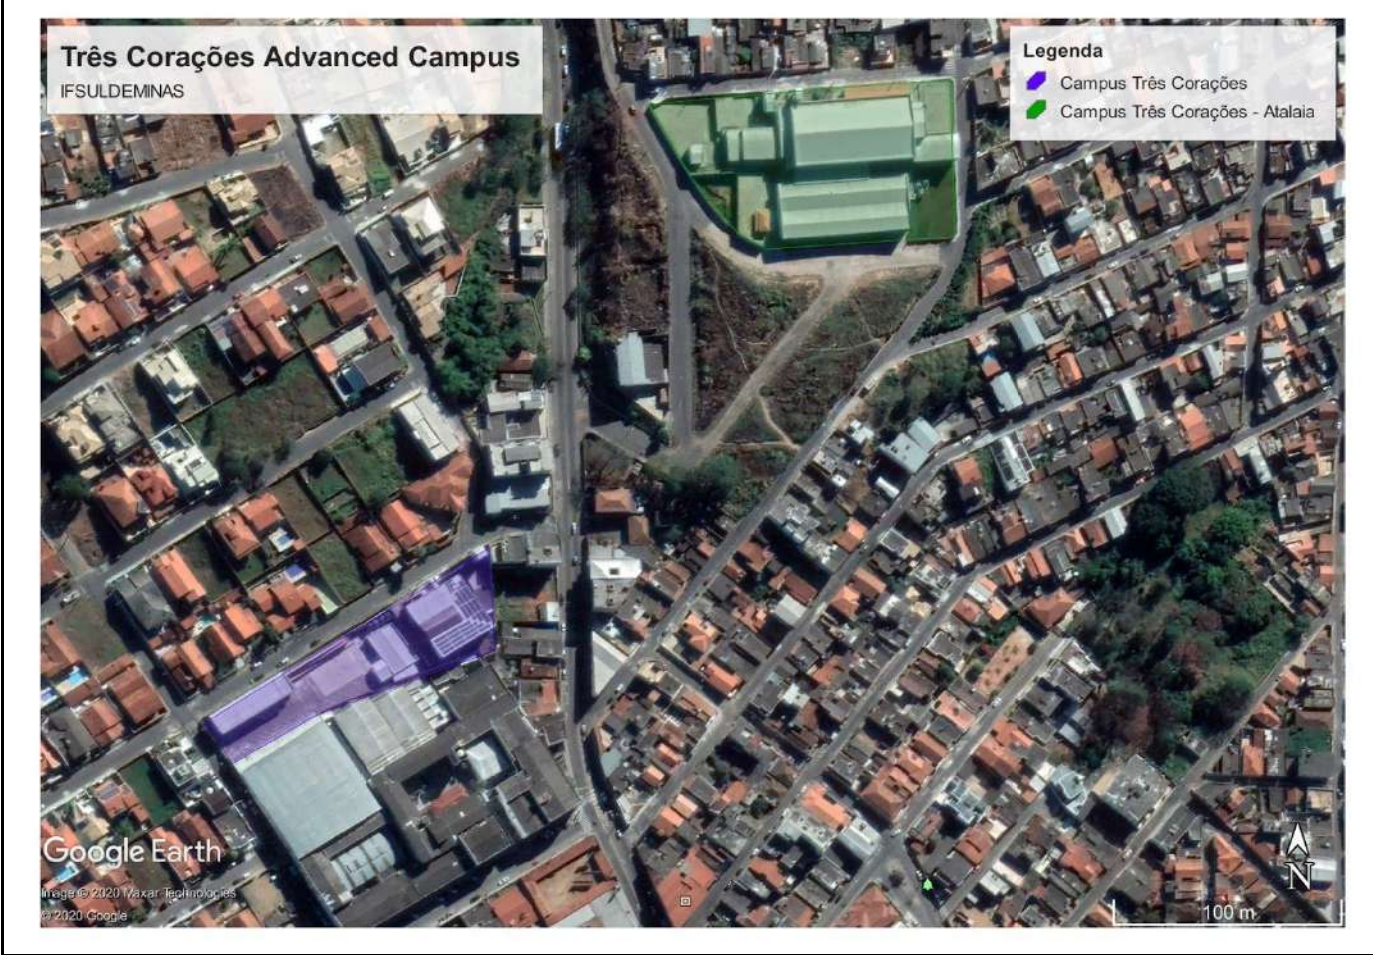 Três Corações Advanced Campus
IFSULDEMINAS
Legenda
Campus Três Corações
Campus Três Corações - Atalaia
Google Earth
Image © 2020 Maxar Technologies
© 2020 Google
N
100 m